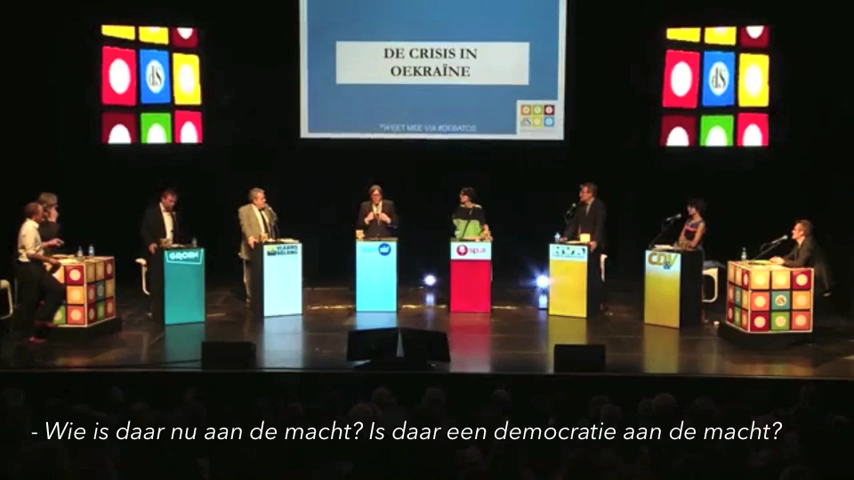 DE CRISIS IN
OEKRAÏNE
TWEET MEE VIA #DEBATDS
dS
dS
GROEN
VLAAMS
BELANG
sp.a
CD&V
- Wie is daar nu aan de macht? Is daar een democratie aan de macht?